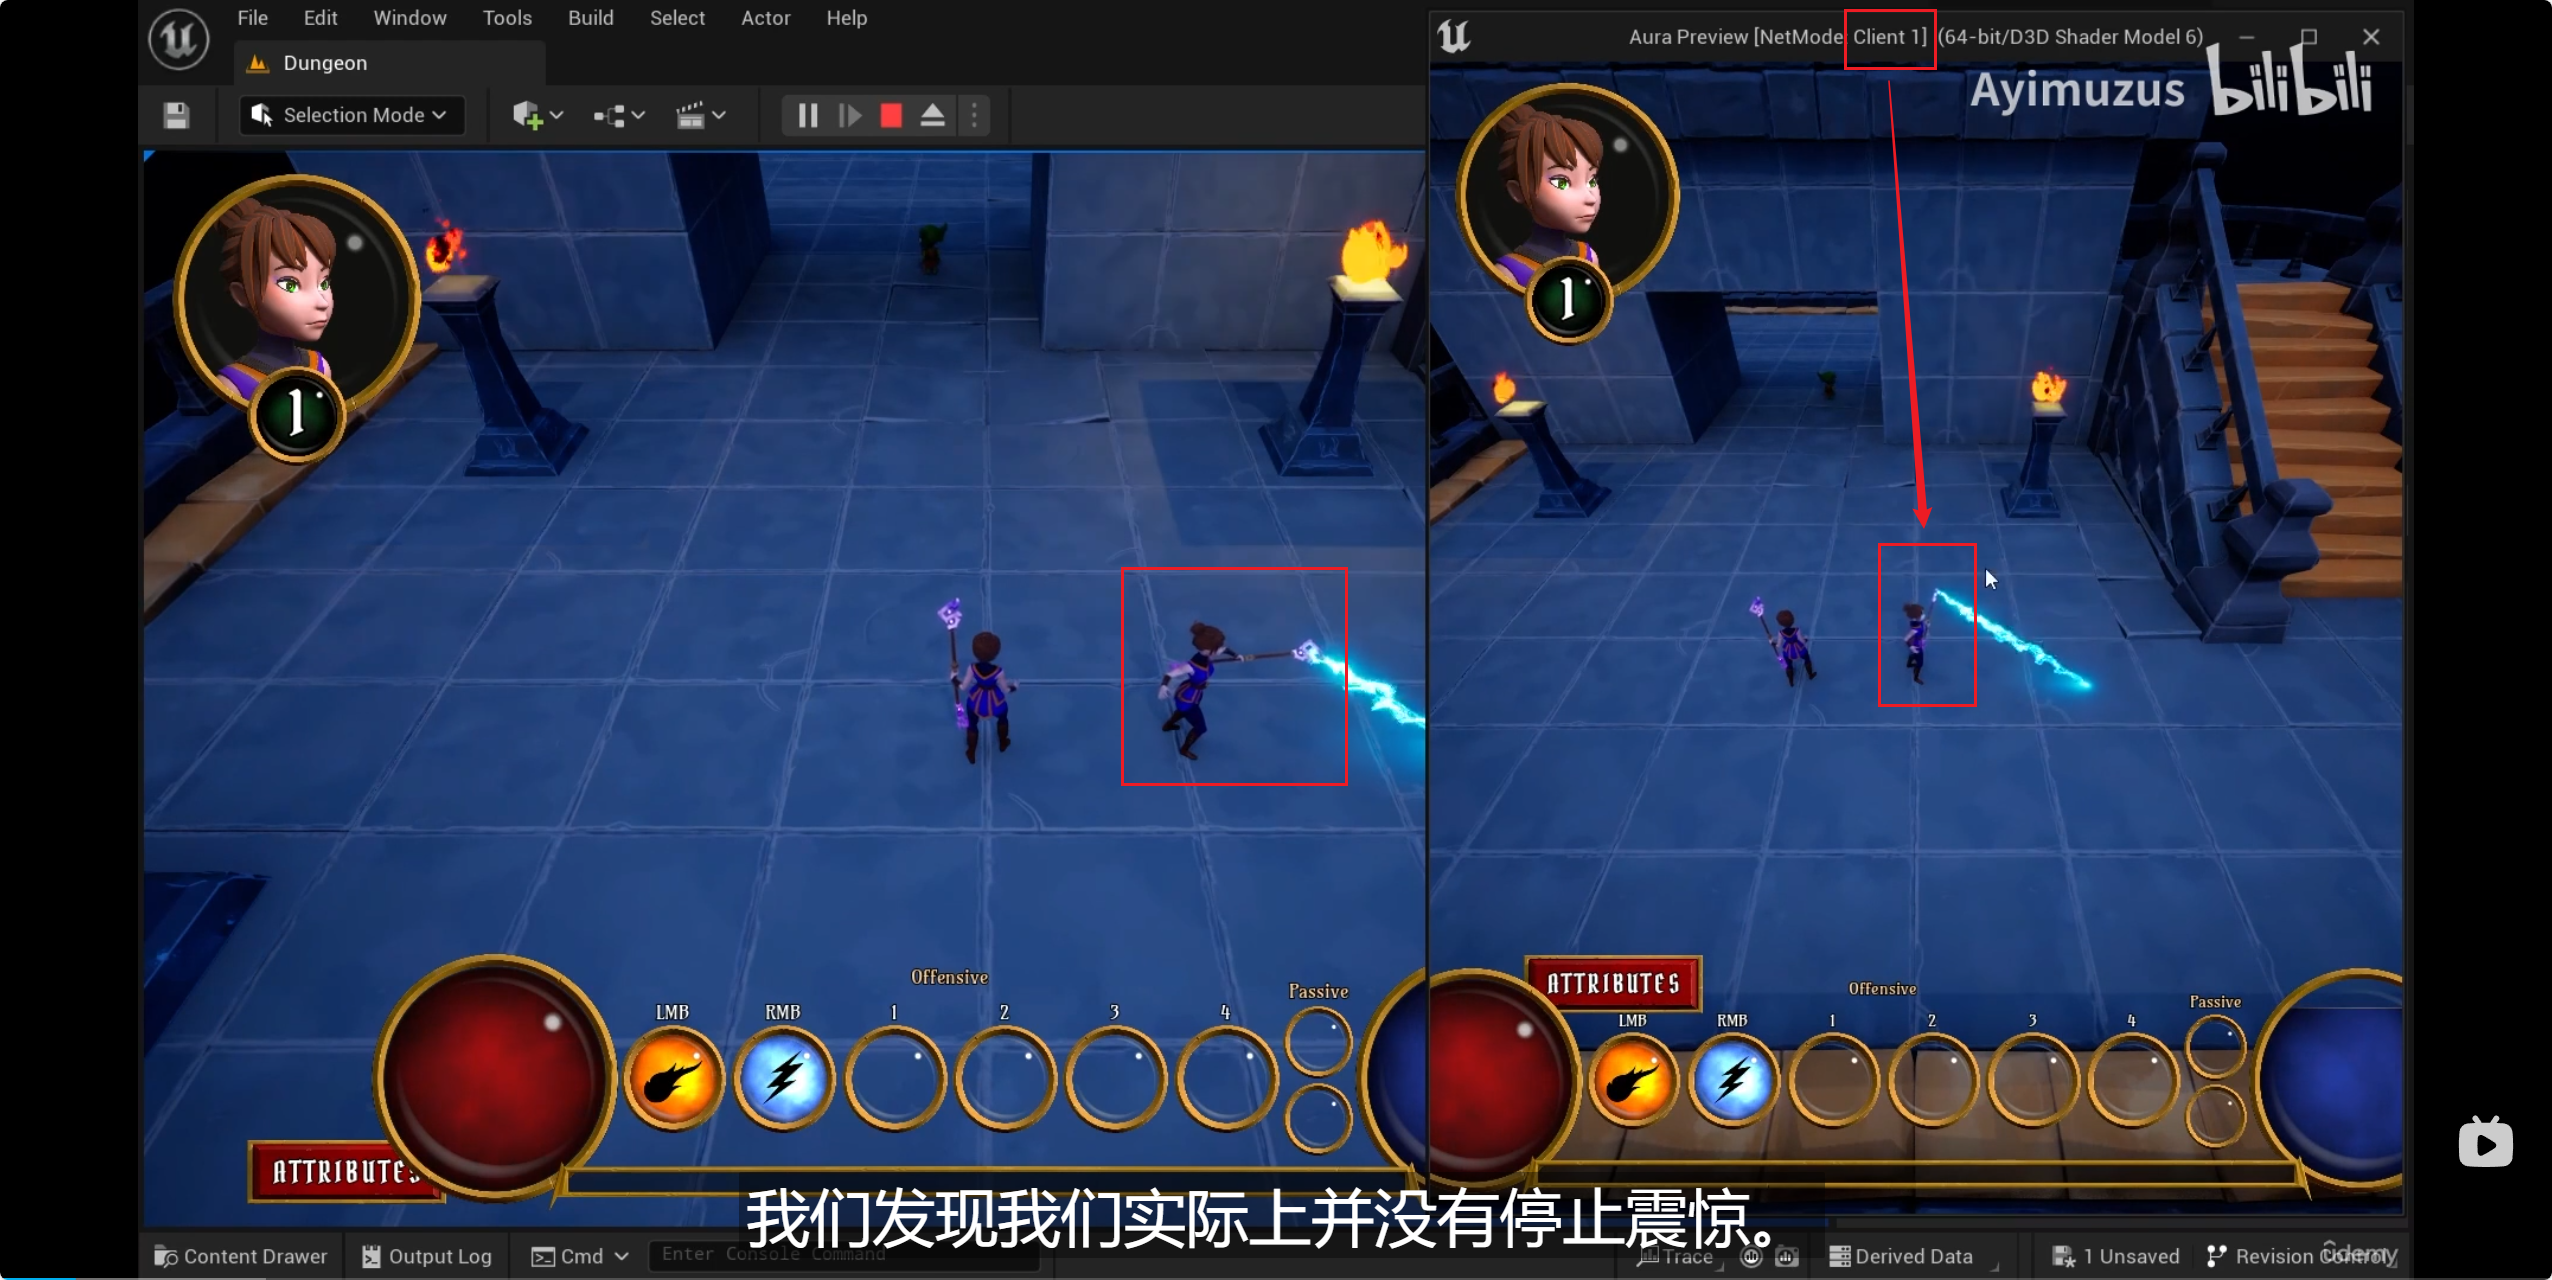 File Edit Window Tools Build Select Actor Help
Dungeon
Selection Mode
Aura Preview [NetMode Client 1] (64-bit/D3D Shader Model 6)
Ayimuzus bilibili
1
1
Offensive
LMB RMB 1 2 3 4
Passive
ATTRIBUTES
ATTRIBUTES
Offensive
LMB RMB 1 2 3 4
Passive
我们发现我们实际上并没有停止震惊。
Content Drawer Output Log Cmd Enter Console Command Trace Derived Data 1 Unsaved Revision Control
Udemy